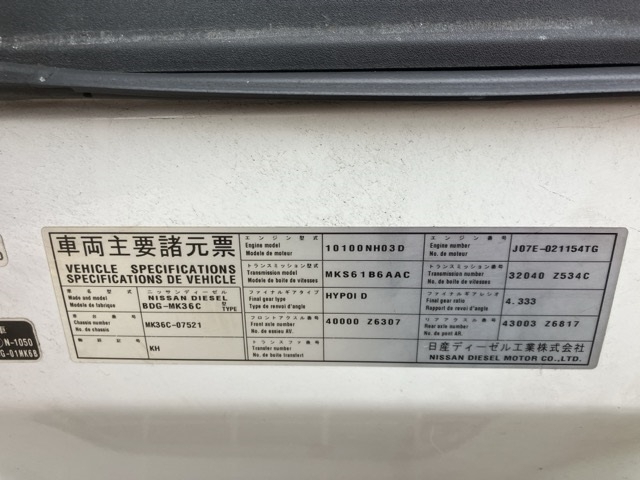 車両主要諸元票
VEHICLE SPECIFICATIONS
SPECIFICATIONS DE VEHICLE
車名型式
Make and model
Modele de fabrique
ニッサンディーゼル
NISSAN DIESEL
BDG-MK36C
TYPE
車台番号
Chassis number
No. de chassis
MK36C-07521
KH
エンジン型式
Engine model
Modele de moteur
10100NH03D
トランスミッション型式
Transmission model
Modele de boite de vitesses
MKS61B6AAC
ファイナルギアタイプ
Final gear type
Type de revai d'angle
HYPOID
フロントアクスル番号
Front axle number
No. de essieu AV.
40000 Z6307
トランスファ番号
Transfer number
No. de boite transfert
エンジン番号
Engine number
No. de moteur
J07E-021154TG
トランスミッション番号
Transmission number
No. de boite de vitesses
32040 Z534C
ファイナルギアレシオ
Final gear ratio
Rapport de revai d'angle
4.333
リアアクスル番号
Rear axle number
No. de pont AR.
43003 Z6817
日産ディーゼル工業株式会社
NISSAN DIESEL MOTOR CO.,LTD.
N-1050
G-01MK6B